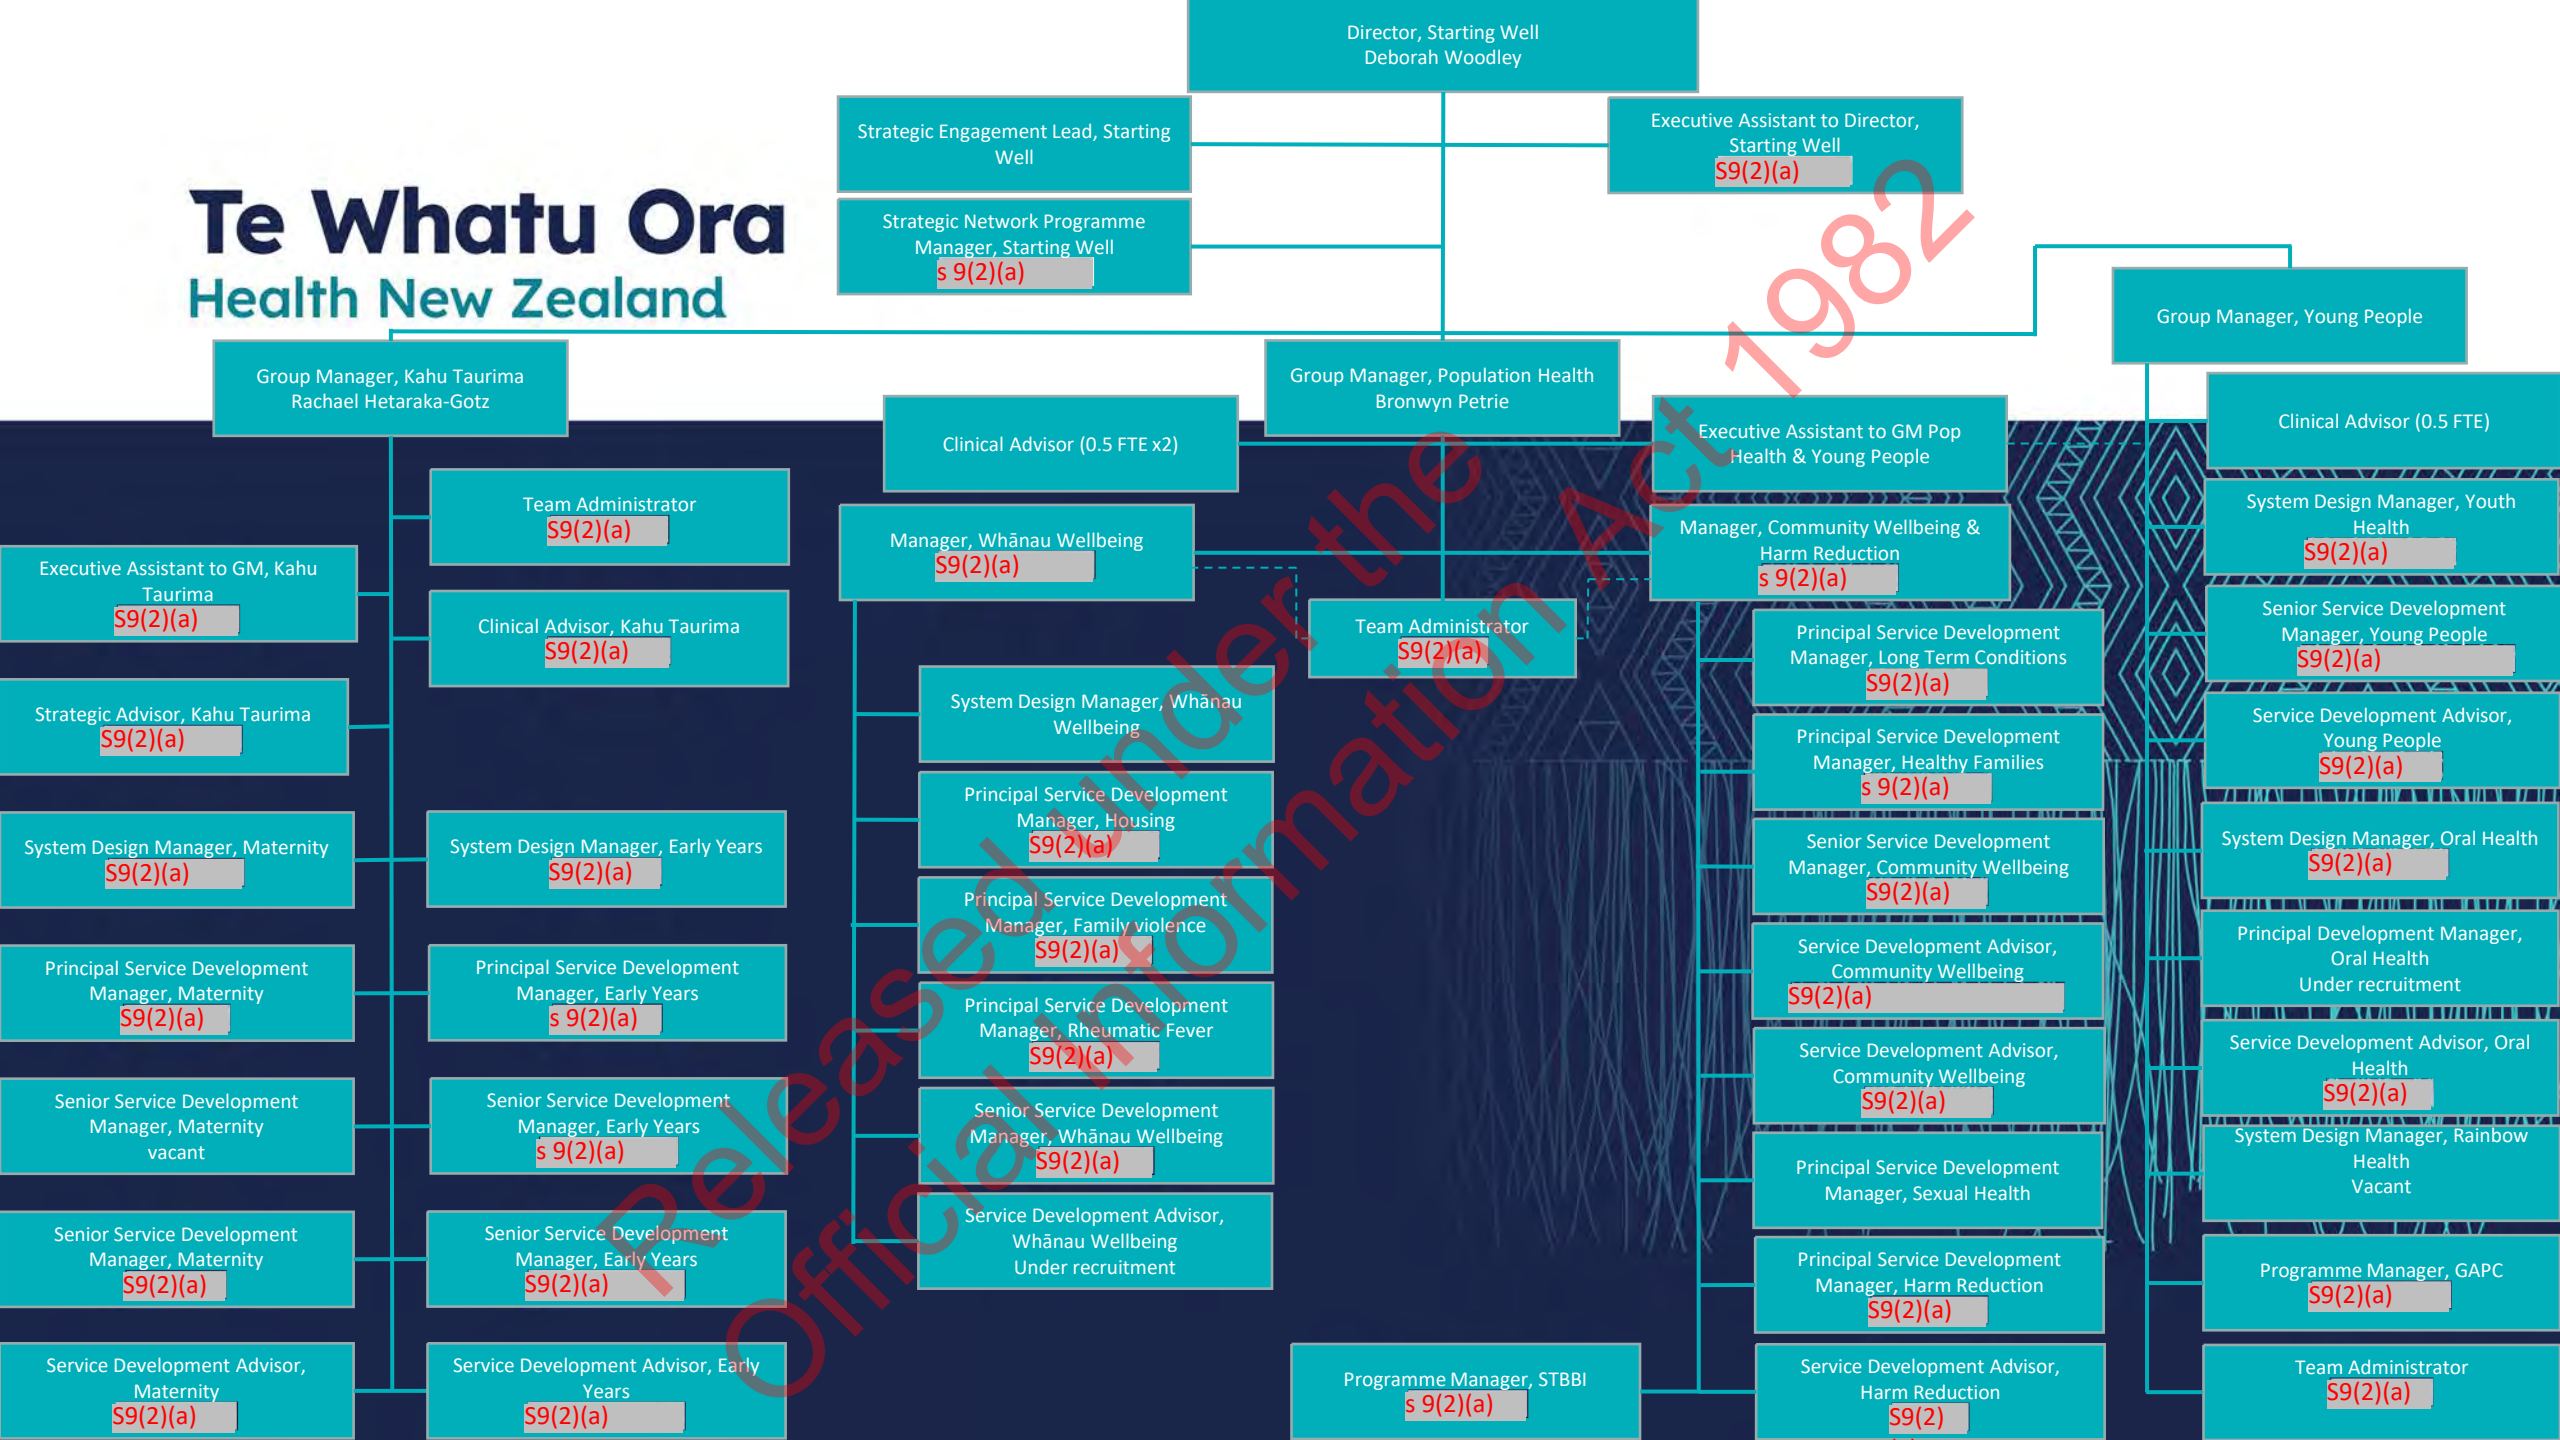 Director, Starting Well
Deborah Woodley
Strategic Engagement Lead, Starting
Well
Executive Assistant to Director,
Starting Well
S9(2)(a)
Strategic Network Programme
Manager, Starting Well
s 9(2)(a)
Te Whatu Ora
Health New Zealand
Group Manager, Young People
Group Manager, Kahu Taurima
Rachael Hetaraka-Gotz
Group Manager, Population Health
Bronwyn Petrie
Clinical Advisor (0.5 FTE x2)
Executive Assistant to GM Pop
Health & Young People
Clinical Advisor (0.5 FTE)
Team Administrator
S9(2)(a)
Executive Assistant to GM, Kahu
Taurima
S9(2)(a)
Clinical Advisor, Kahu Taurima
S9(2)(a)
Strategic Advisor, Kahu Taurima
S9(2)(a)
System Design Manager, Maternity
S9(2)(a)
System Design Manager, Early Years
S9(2)(a)
Principal Service Development
Manager, Maternity
S9(2)(a)
Principal Service Development
Manager, Early Years
s 9(2)(a)
Senior Service Development
Manager, Maternity
vacant
Senior Service Development
Manager, Early Years
s 9(2)(a)
Senior Service Development
Manager, Maternity
S9(2)(a)
Senior Service Development
Manager, Early Years
S9(2)(a)
Service Development Advisor,
Maternity
S9(2)(a)
Service Development Advisor, Early
Years
S9(2)(a)
Manager, Whānau Wellbeing
S9(2)(a)
Manager, Community Wellbeing &
Harm Reduction
s 9(2)(a)
Team Administrator
S9(2)(a)
System Design Manager, Whānau
Wellbeing
Principal Service Development
Manager, Housing
S9(2)(a)
Principal Service Development
Manager, Family violence
S9(2)(a)
Principal Service Development
Manager, Rheumatic Fever
S9(2)(a)
Senior Service Development
Manager, Whānau Wellbeing
S9(2)(a)
Service Development Advisor,
Whānau Wellbeing
Under recruitment
Principal Service Development
Manager, Long Term Conditions
S9(2)(a)
Principal Service Development
Manager, Healthy Families
s 9(2)(a)
Senior Service Development
Manager, Community Wellbeing
S9(2)(a)
Service Development Advisor,
Community Wellbeing
S9(2)(a)
Service Development Advisor,
Community Wellbeing
S9(2)(a)
Principal Service Development
Manager, Sexual Health
Principal Service Development
Manager, Harm Reduction
S9(2)(a)
Programme Manager, STBBI
s 9(2)(a)
Service Development Advisor,
Harm Reduction
S9(2)
System Design Manager, Youth
Health
S9(2)(a)
Senior Service Development
Manager, Young People
S9(2)(a)
Service Development Advisor,
Young People
S9(2)(a)
System Design Manager, Oral Health
S9(2)(a)
Principal Development Manager,
Oral Health
Under recruitment
Service Development Advisor, Oral
Health
S9(2)(a)
System Design Manager, Rainbow
Health
Vacant
Programme Manager, GAPC
S9(2)(a)
Team Administrator
S9(2)(a)
Released under the
Official Information Act 1982